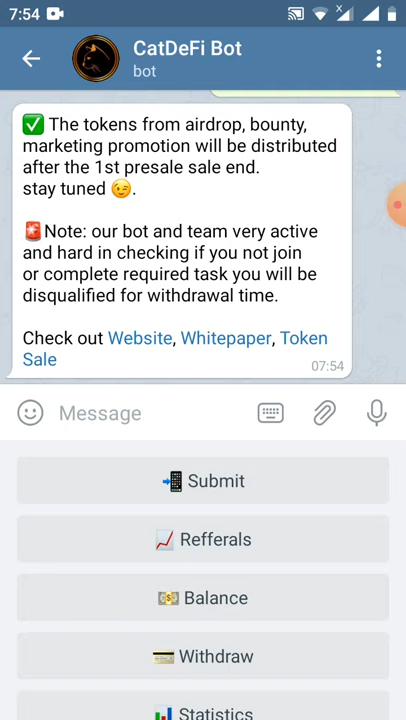 7:54
CatDeFi Bot
bot
✅ The tokens from airdrop, bounty,
marketing promotion will be distributed
after the 1st presale sale end.
stay tuned 😉.
🚨Note: our bot and team very active
and hard in checking if you not join
or complete required task you will be
disqualified for withdrawal time.
Check out Website, Whitepaper, Token
Sale
07:54
Message
📲 Submit
📈 Refferals
💵 Balance
💳 Withdraw
📊 Statistics